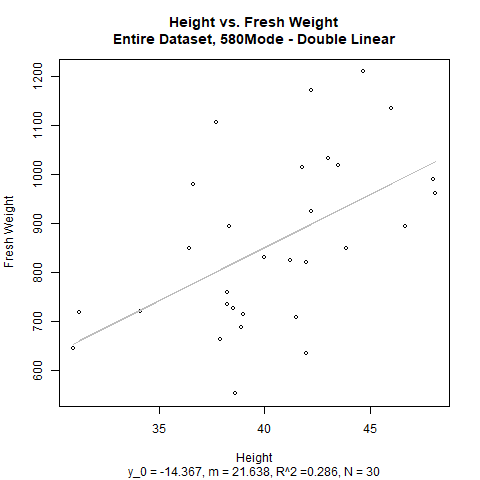 Height vs. Fresh Weight
Entire Dataset, 580Mode - Double Linear
Fresh Weight
1200
1100
1000
900
800
700
600
35 40 45
Height
y_0 = -14.367, m = 21.638, R^2 =0.286, N = 30